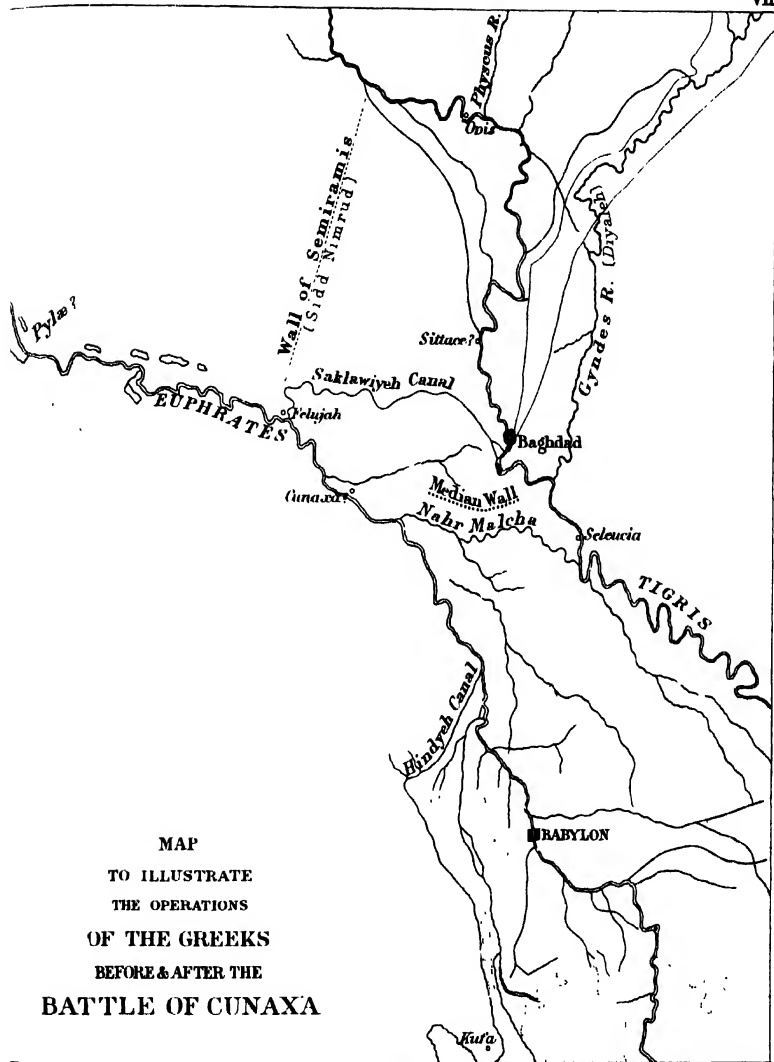 VII
Physcus R.
Opis
Wall of Semiramis
(Sidd Nimrud)
Gyndes R. [Diyaleh]
Pylæ?
Sittace?
Saklawiyeh Canal
EUPHRATES
Felujah
Baghdad
Cunaxa?
Median Wall
Nahr Malcha
Seleucia
TIGRIS
Hindyeh Canal
BABYLON
MAP
TO ILLUSTRATE
THE OPERATIONS
OF THE GREEKS
BEFORE & AFTER THE
BATTLE OF CUNAXA
Kufa